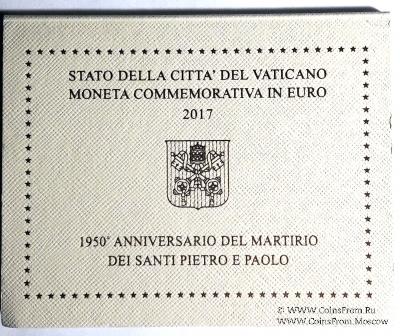 STATO DELLA CITTA' DEL VATICANO
MONETA COMMEMORATIVA IN EURO
2017
1950° ANNIVERSARIO DEL MARTIRIO
DEI SANTI PIETRO E PAOLO
© WWW.CoinsFrom.Ru/
WWW.CoinsFrom.Moscow